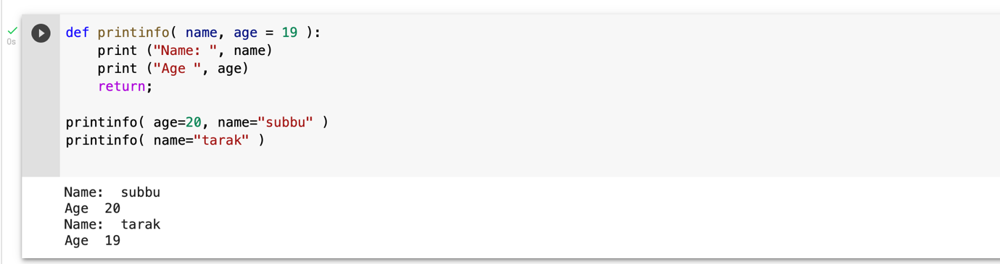 0s
def printinfo( name, age = 19 ):
    print ("Name: ", name)
    print ("Age ", age)
    return;

printinfo( age=20, name="subbu" )
printinfo( name="tarak" )

Name:  subbu
Age  20
Name:  tarak
Age  19